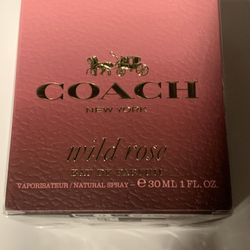 COACH
NEW YORK
wild rose
EAU DE PARFUM
VAPORISATEUR / NATURAL SPRAY - e 30 ML 1 FL. OZ.